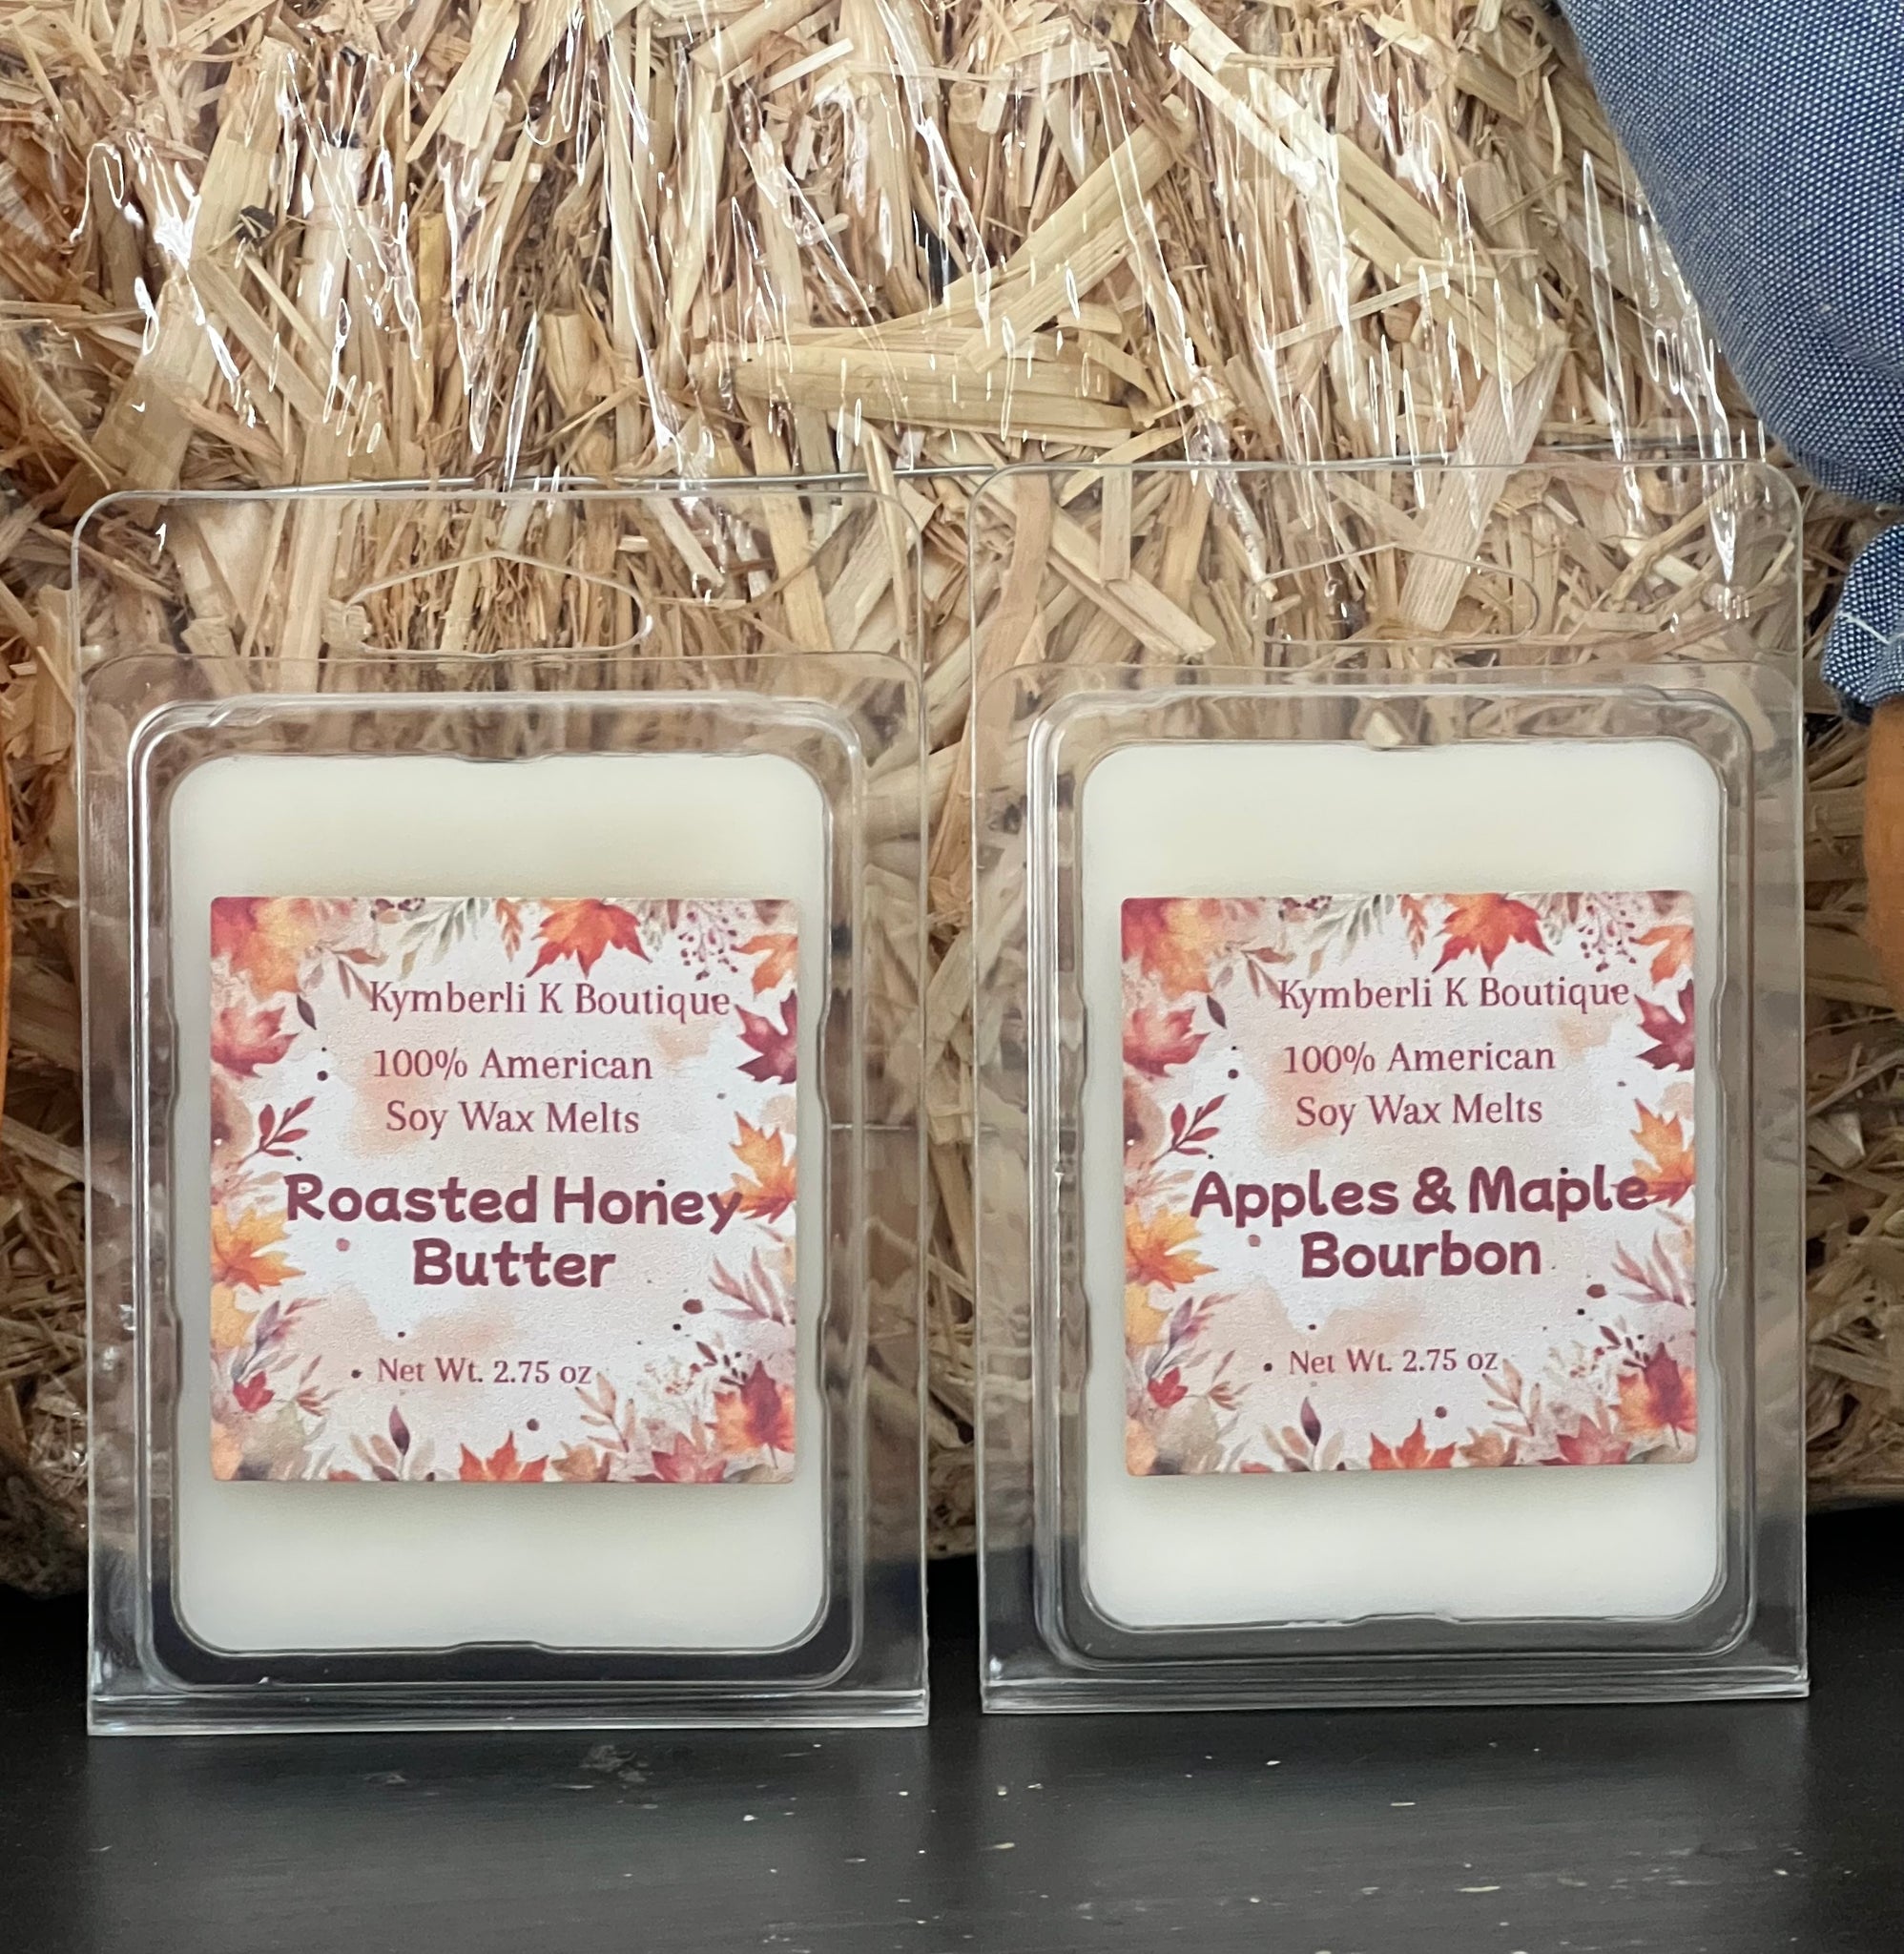 Kymberli K Boutique
100% American
Soy Wax Melts
Roasted Honey
Butter
Net Wt. 2.75 oz
Kymberli K Boutique
100% American
Soy Wax Melts
Apples & Maple
Bourbon
Net Wt. 2.75 oz